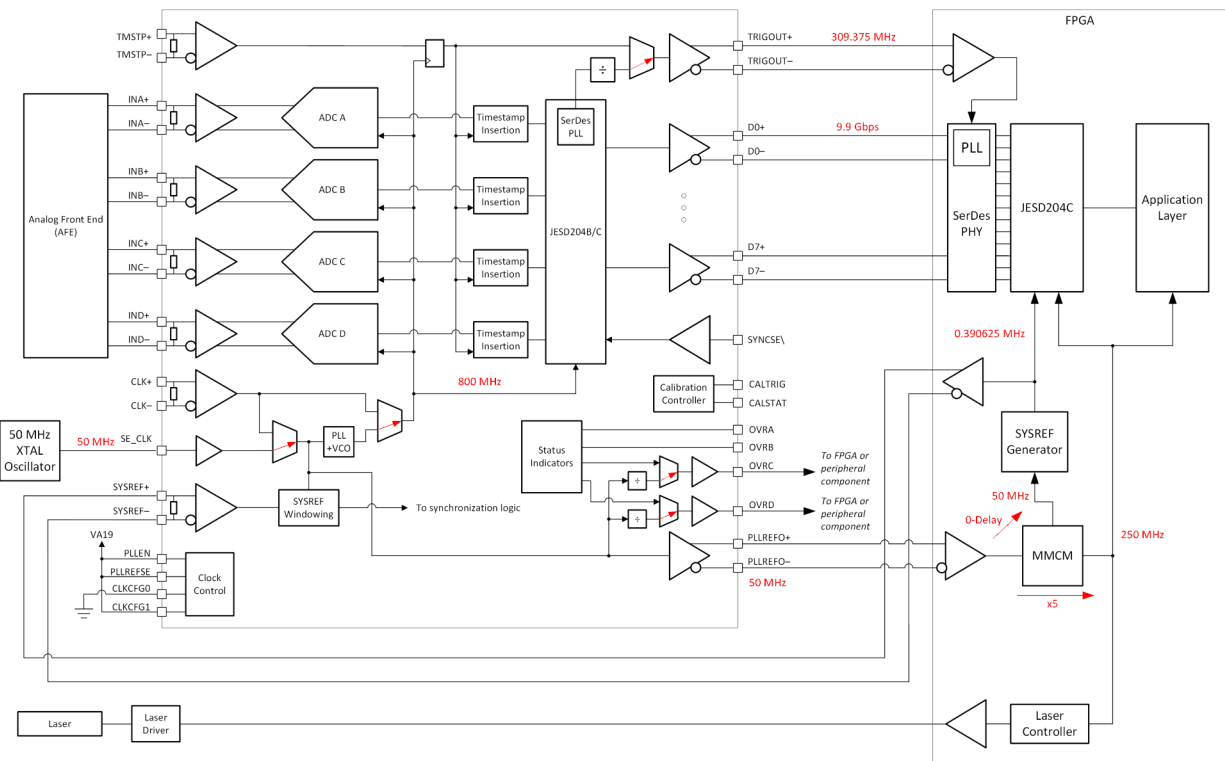 FPGA
TMSTP+
TMSTP–
TRIGOUT+
309.375 MHz
TRIGOUT–
÷
INA+
INA–
ADC A
Timestamp
Insertion
SerDes
PLL
D0+
9.9 Gbps
D0–
PLL
INB+
INB–
ADC B
Timestamp
Insertion
Analog Front End
(AFE)
JESD204B/C
SerDes
PHY
JESD204C
Application
Layer
INC+
INC–
ADC C
Timestamp
Insertion
D7+
D7–
IND+
IND–
ADC D
Timestamp
Insertion
SYNCSE\
0.390625 MHz
CLK+
CLK–
800 MHz
Calibration
Controller
CALTRIG
CALSTAT
50 MHz
XTAL
Oscillator
50 MHz
SE_CLK
PLL
+VCO
Status
Indicators
OVRA
OVRB
OVRC
To FPGA or
peripheral
component
÷
SYSREF
Generator
SYSREF+
SYSREF–
SYSREF
Windowing
To synchronization logic
OVRD
To FPGA or
peripheral
component
÷
50 MHz
0-Delay
VA19
PLLEN
PLLREFSE
CLKCFG0
CLKCFG1
Clock
Control
PLLREFO+
PLLREFO–
50 MHz
MMCM
250 MHz
x5
Laser
Laser
Driver
Laser
Controller